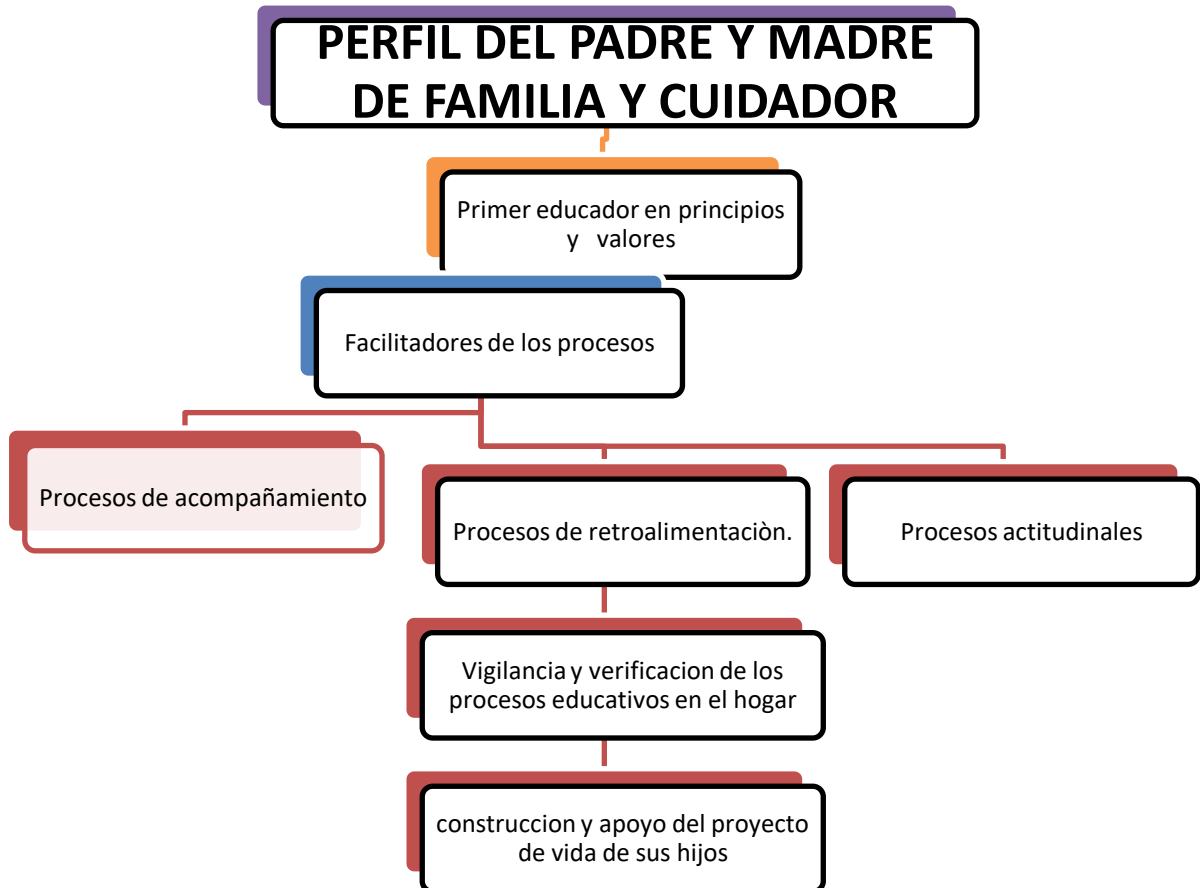 PERFIL DEL PADRE Y MADRE
DE FAMILIA Y CUIDADOR
Primer educador en principios
y valores
Facilitadores de los procesos
Procesos de acompañamiento
Procesos de retroalimentaciòn.
Procesos actitudinales
Vigilancia y verificacion de los
procesos educativos en el hogar
construccion y apoyo del proyecto
de vida de sus hijos